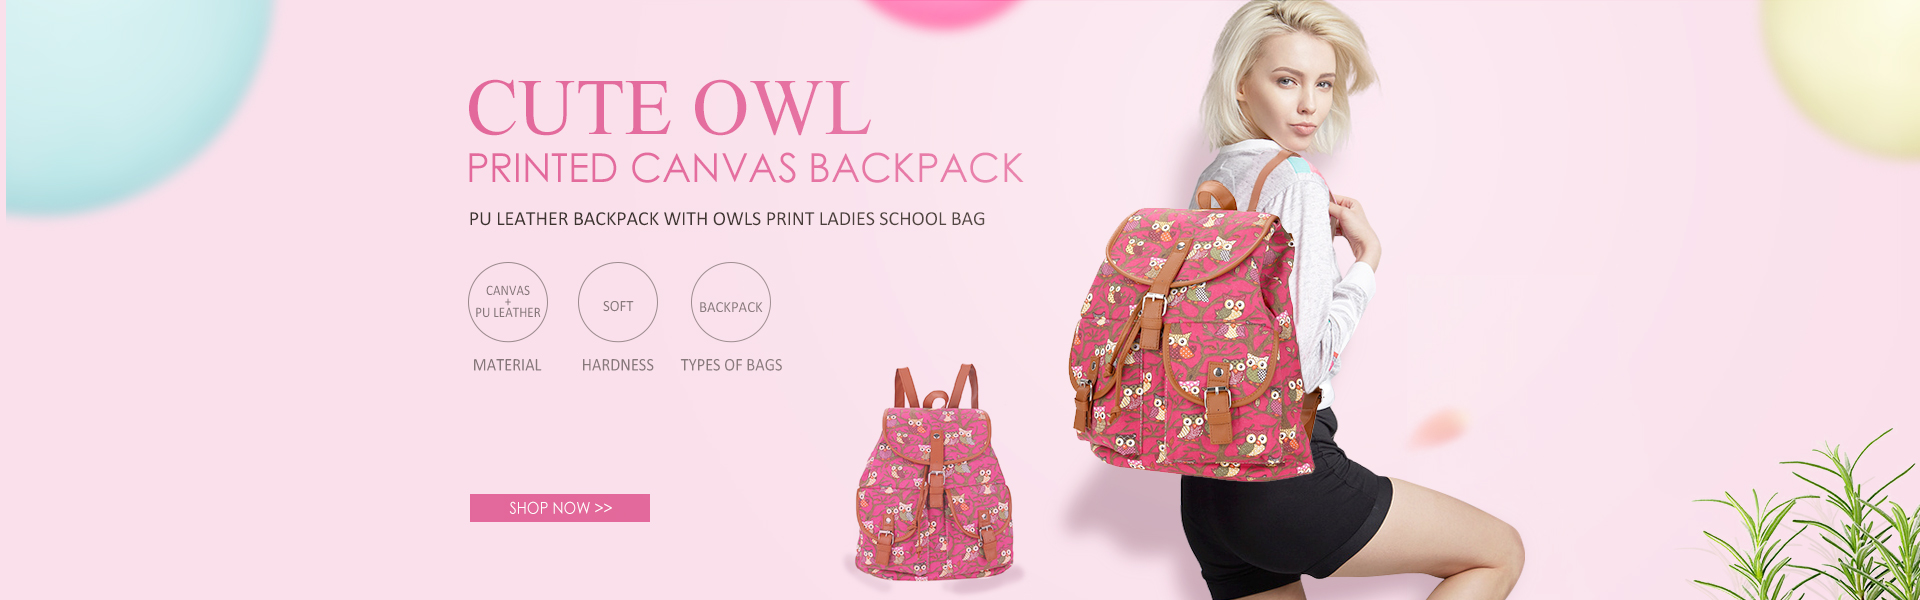 CUTE OWL
PRINTED CANVAS BACKPACK
PU LEATHER BACKPACK WITH OWLS PRINT LADIES SCHOOL BAG
CANVAS
+
PU LEATHER
SOFT
BACKPACK
MATERIAL
HARDNESS
TYPES OF BAGS
SHOP NOW >>